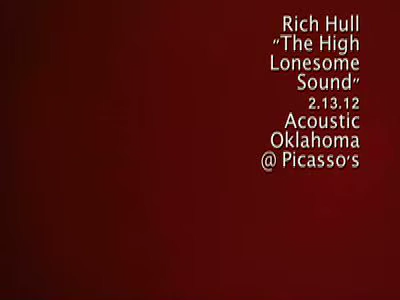 Rich Hull
"The High
Lonesome
Sound"
2.13.12
Acoustic
Oklahoma
@ Picasso's